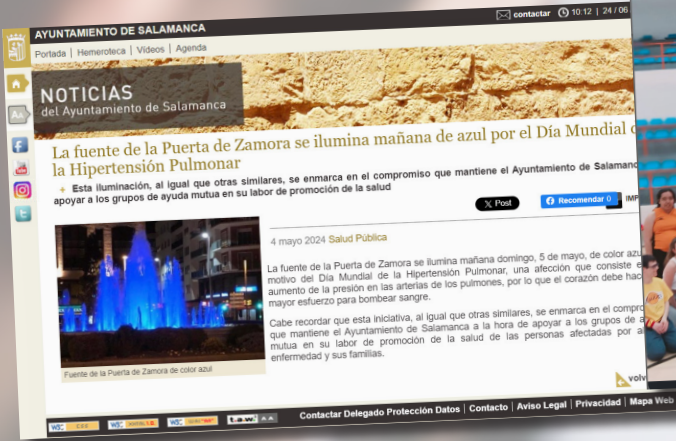 AYUNTAMIENTO DE SALAMANCA
contactar 10:12 | 24 / 06
Portada | Hemeroteca | Vídeos | Agenda
NOTICIAS
del Ayuntamiento de Salamanca
La fuente de la Puerta de Zamora se ilumina mañana de azul por el Día Mundial
la Hipertensión Pulmonar
+ Esta iluminación, al igual que otras similares, se enmarca en el compromiso que mantiene el Ayuntamiento de Salamanc
apoyar a los grupos de ayuda mutua en su labor de promoción de la salud
X Post
Recomendar 0
IMP
4 mayo 2024 Salud Pública
La fuente de la Puerta de Zamora se ilumina mañana domingo, 5 de mayo, de color azu
motivo del Día Mundial de la Hipertensión Pulmonar, una afección que consiste e
aumento de la presión en las arterias de los pulmones, por lo que el corazón debe hac
mayor esfuerzo para bombear sangre.
Cabe recordar que esta iniciativa, al igual que otras similares, se enmarca en el compro
que mantiene el Ayuntamiento de Salamanca a la hora de apoyar a los grupos de a
mutua en su labor de promoción de la salud de las personas afectadas por al
enfermedad y sus familias.
Fuente de la Puerta de Zamora de color azul
volv
W3C CSS
W3C
W3C
t.a.w. AA
Contactar Delegado Protección Datos | Contacto | Aviso Legal | Privacidad | Mapa Web